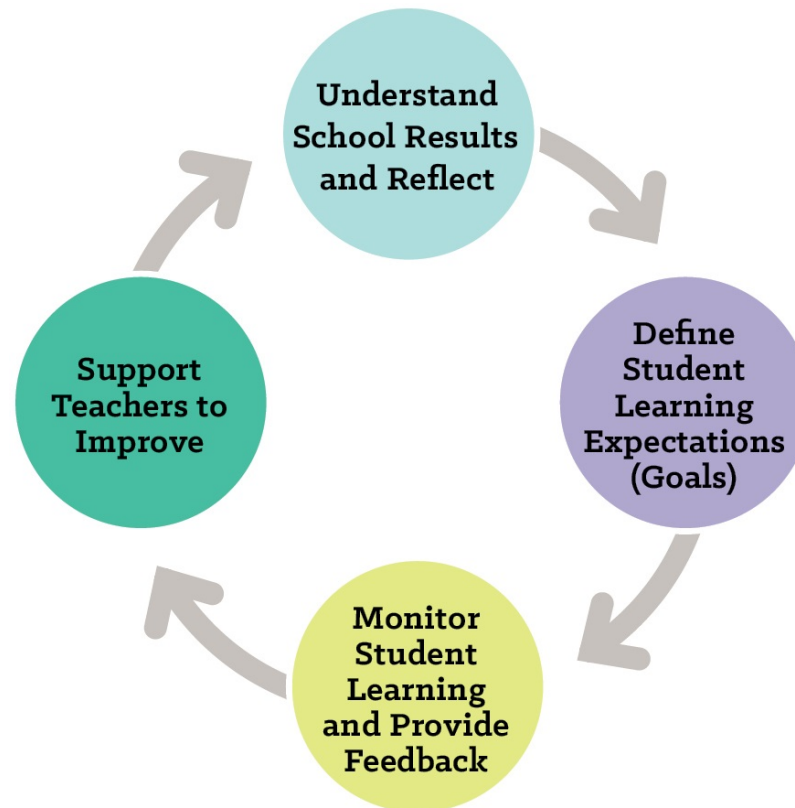 Understand
School Results
and Reflect
Define
Student
Learning
Expectations
(Goals)
Monitor
Student
Learning
and Provide
Feedback
Support
Teachers to
Improve